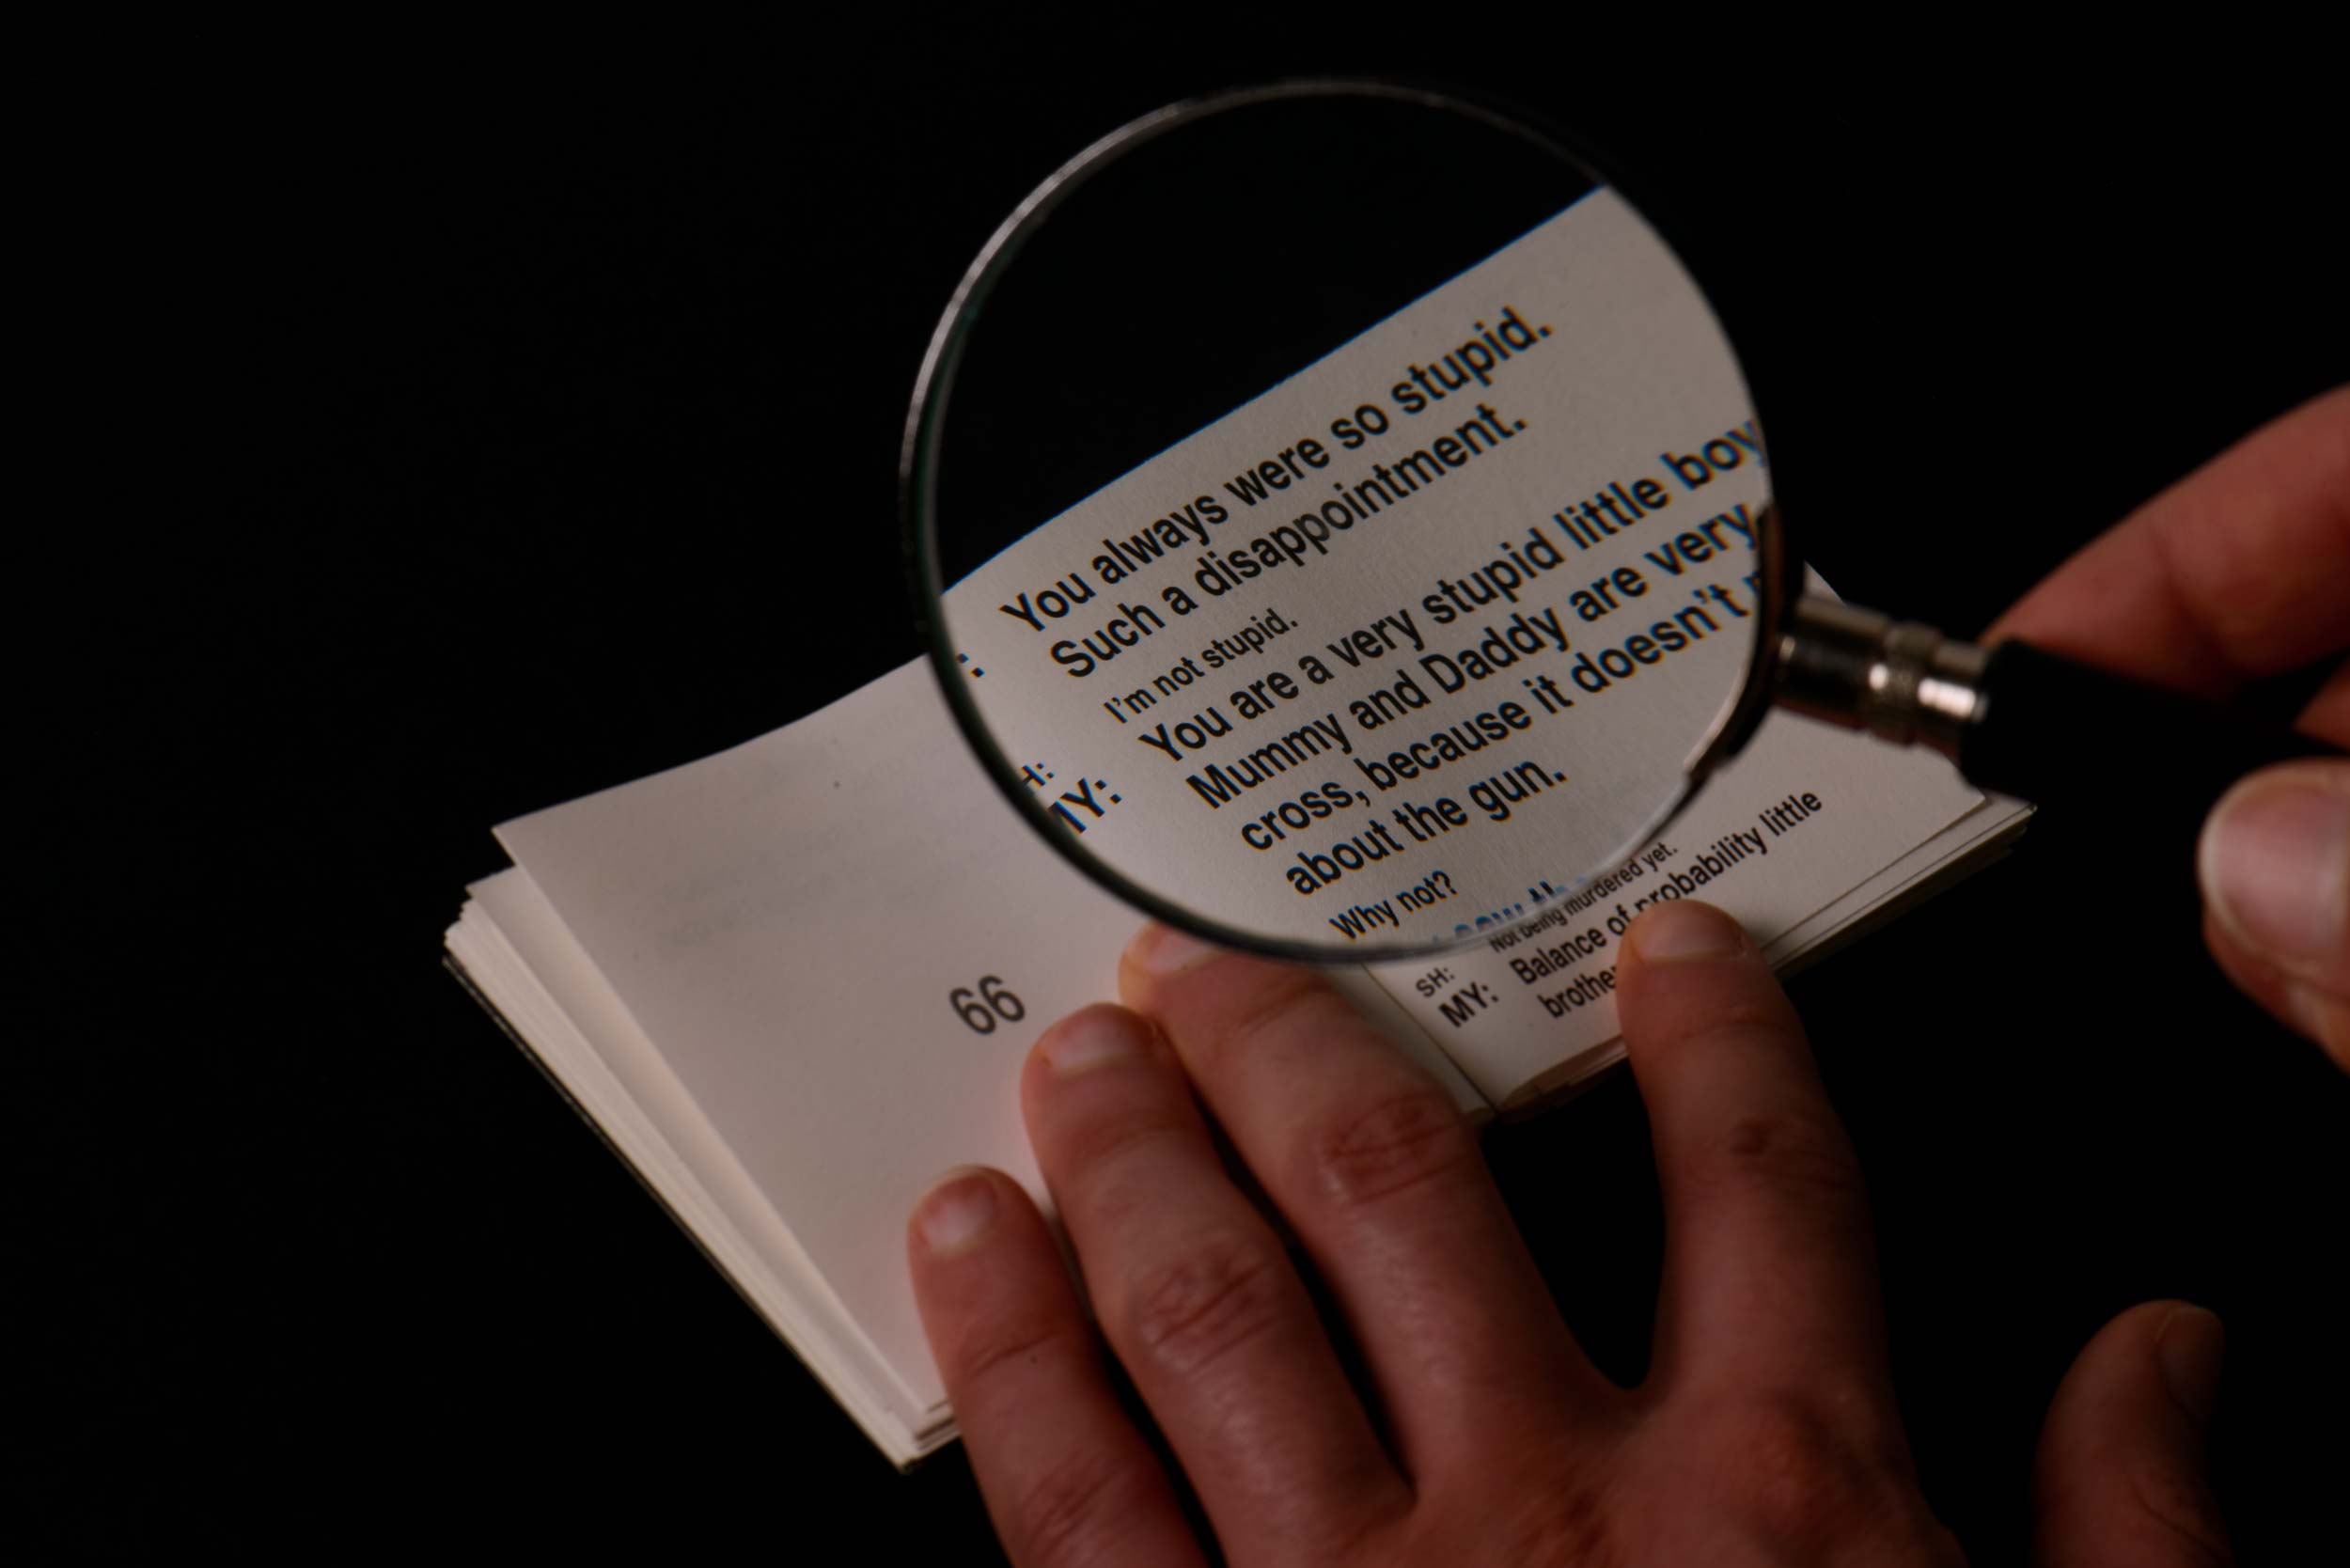 66
: You always were so stupid.
Such a disappointment.
H: I'm not stupid.
MY: You are a very stupid little boy
Mummy and Daddy are very
cross, because it doesn't
about the gun.
Why not?
Not being murdered yet.
SH:
MY: Balance of probability little
brother